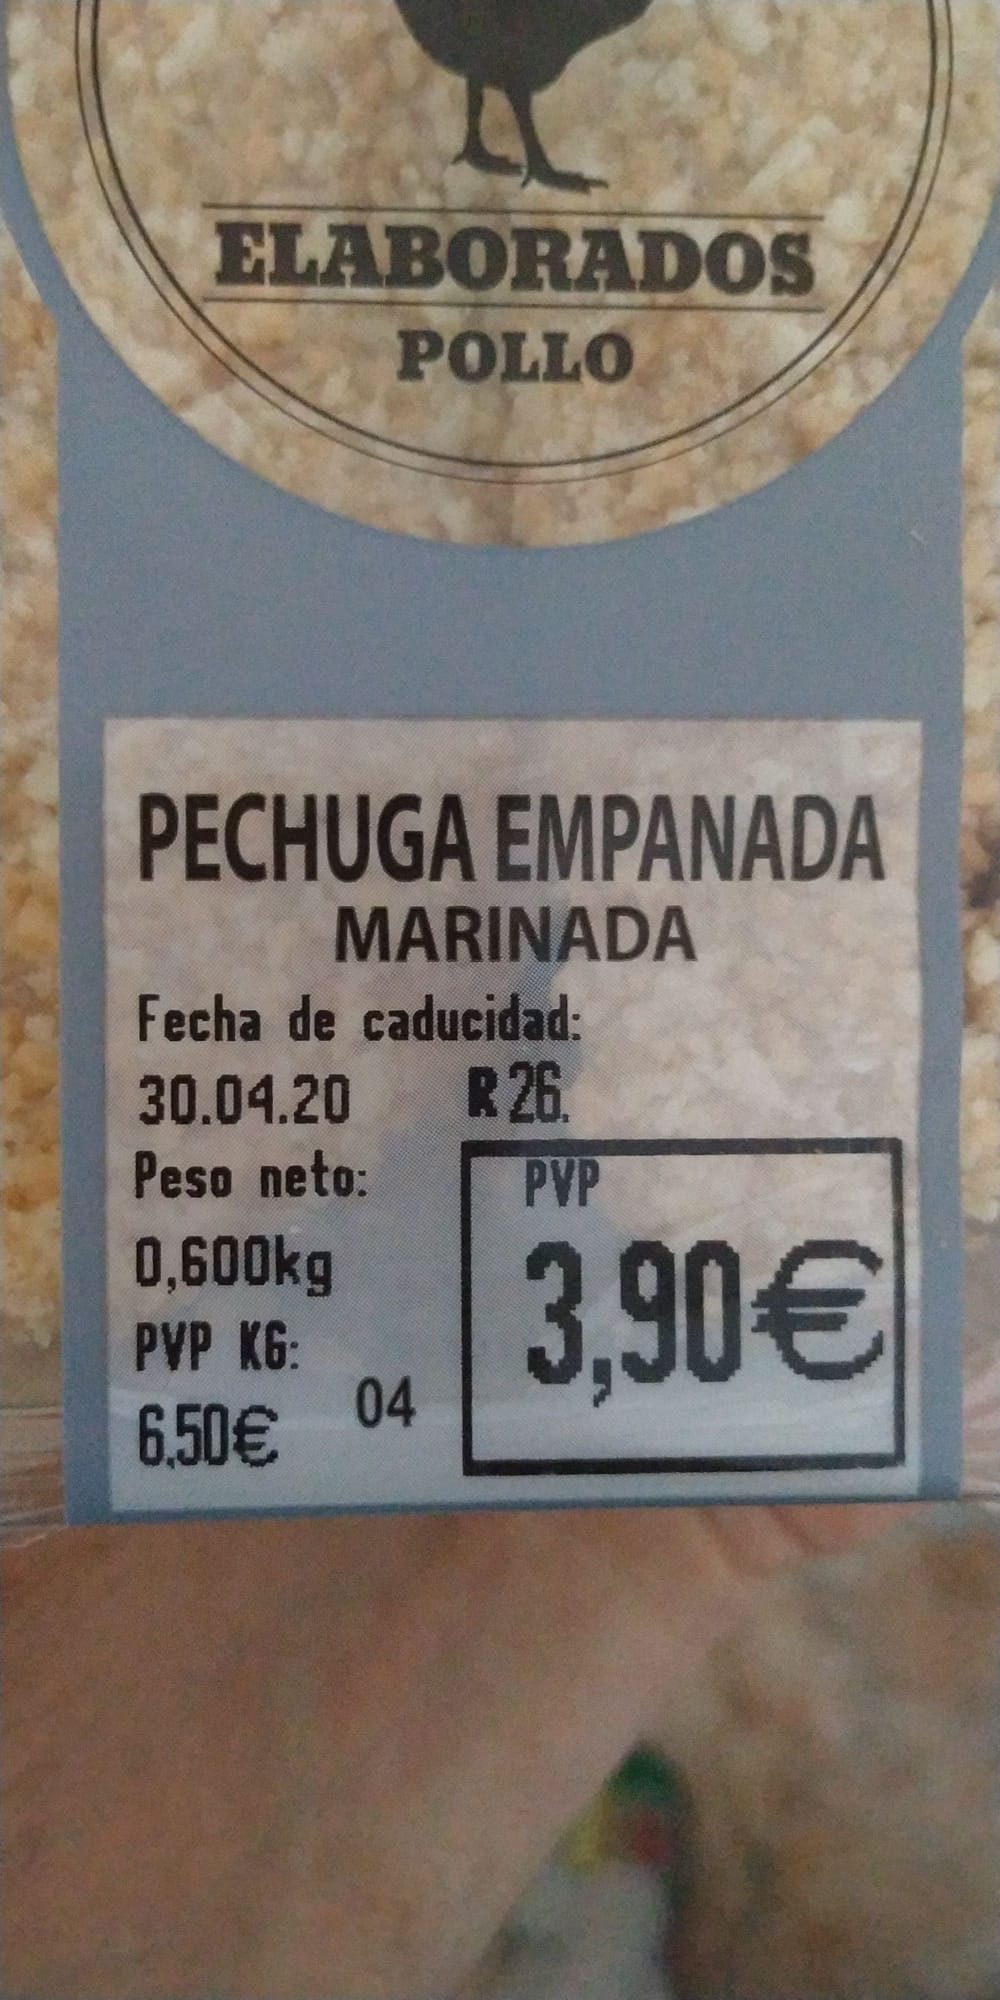 ELABORADOS
POLLO
PECHUGA EMPANADA
MARINADA
Fecha de caducidad:
30.04.20 R 26.
Peso neto:
0,600kg
PVP KG:
6.50€ 04
PVP
3,90€